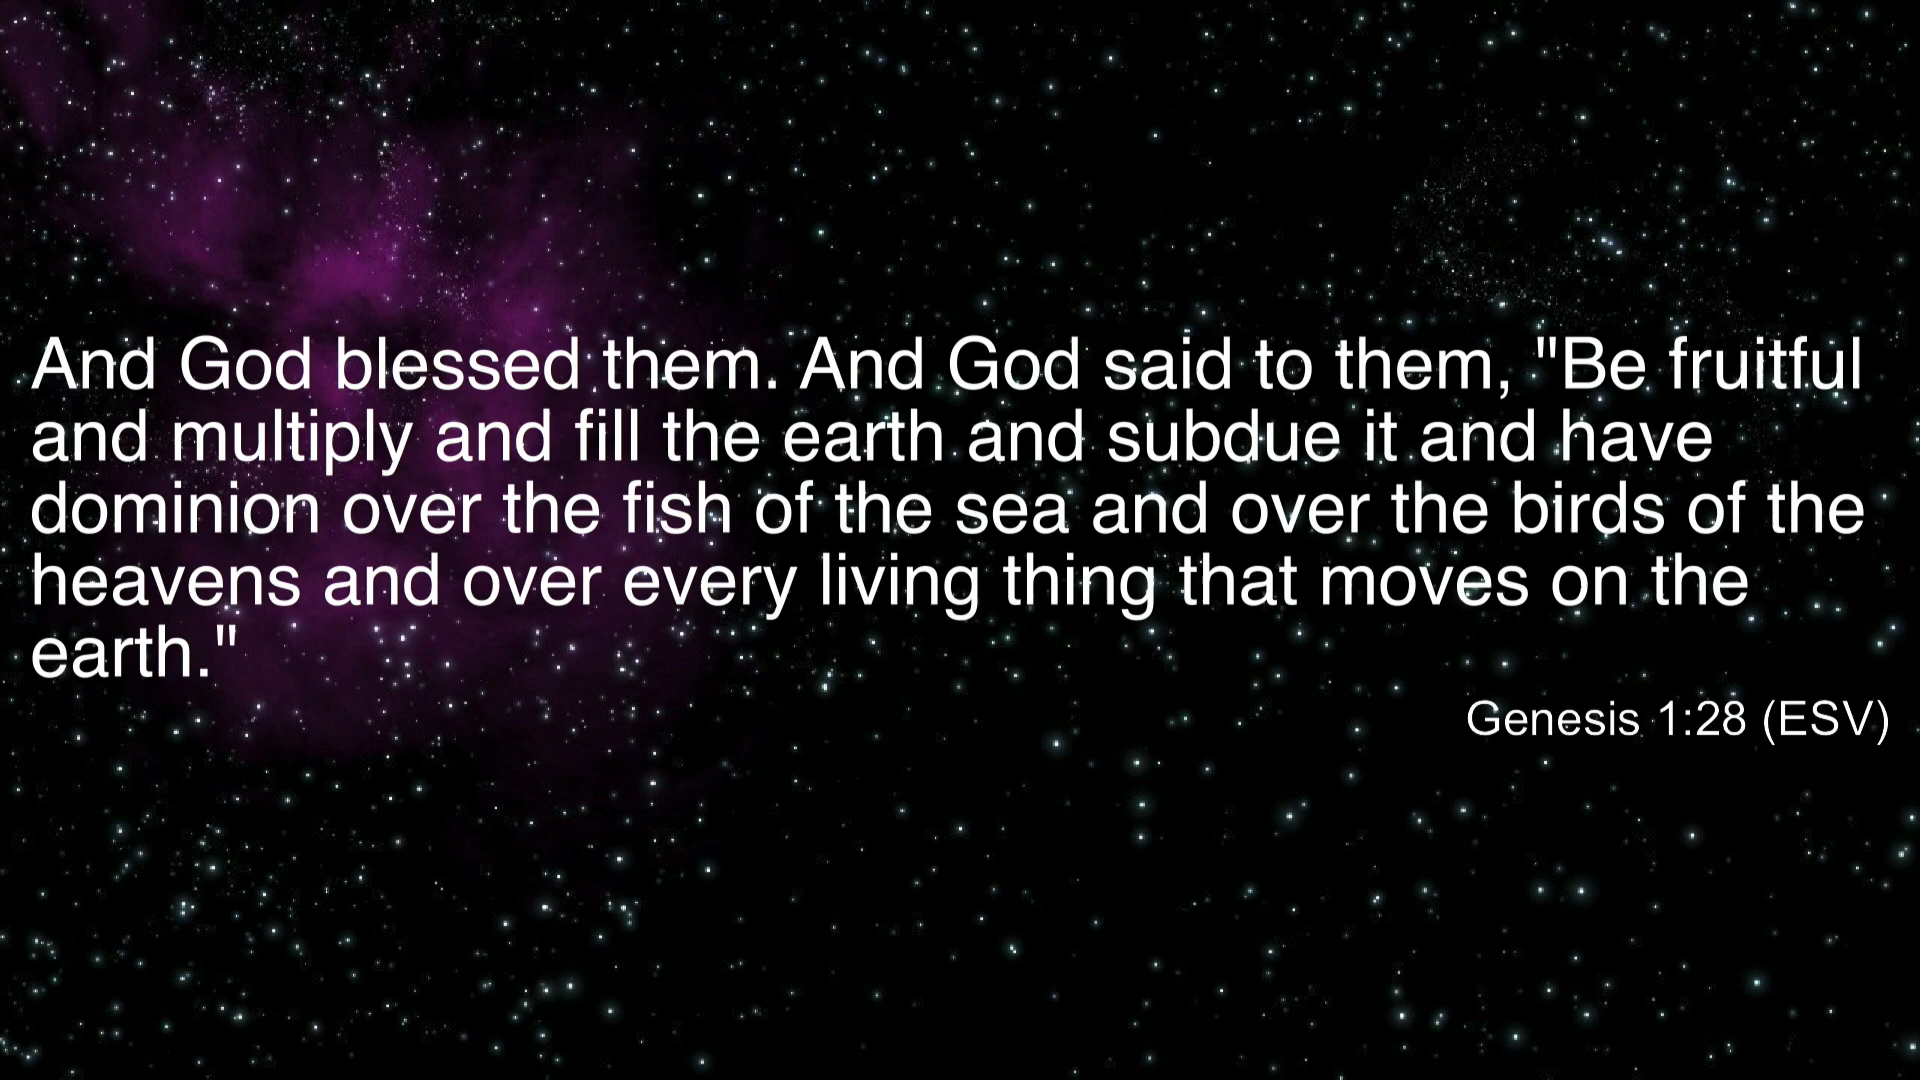 And God blessed them. And God said to them, "Be fruitful
and multiply and fill the earth and subdue it and have
dominion over the fish of the sea and over the birds of the
heavens and over every living thing that moves on the
earth."
Genesis 1:28 (ESV)